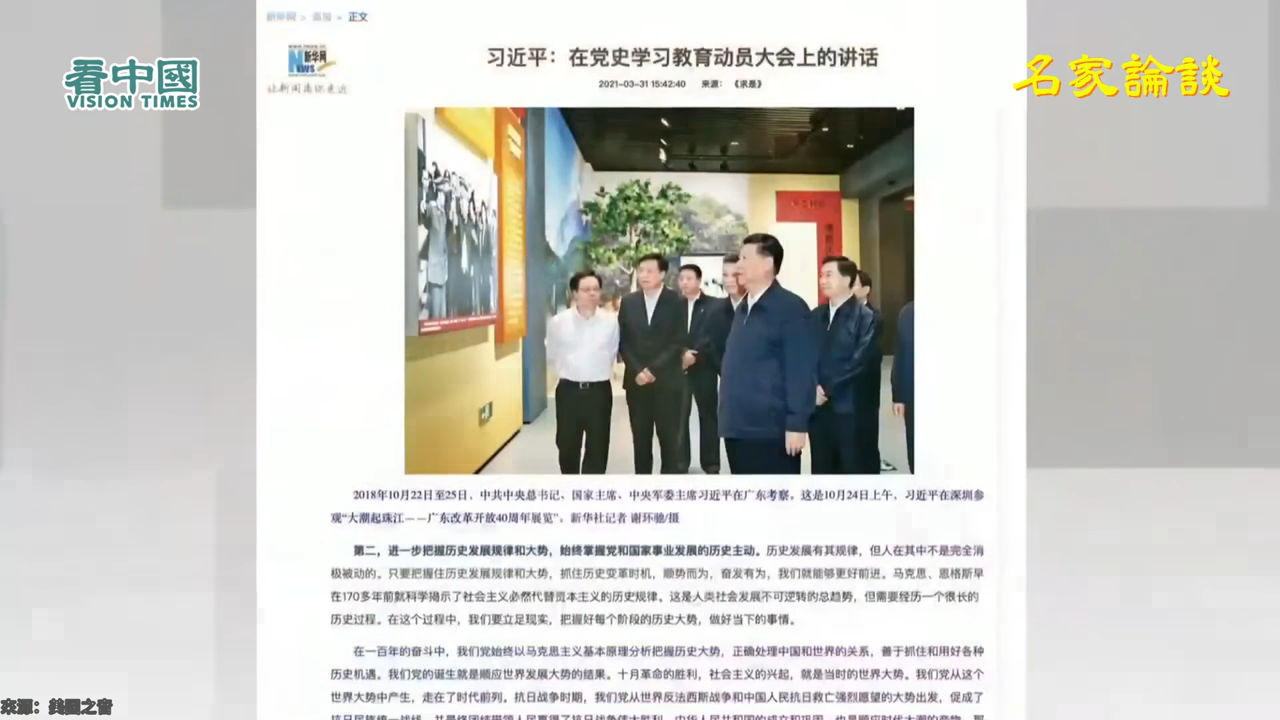 新华网 > 高层 > 正文
看中國
VISION TIMES
NEWS
新华网
让新闻离你更近
习近平：在党史学习教育动员大会上的讲话
2021-03-31 15:42:40 来源：《求是》
名家論談
2018年10月22日至25日，中共中央总书记、国家主席、中央军委主席习近平在广东考察。这是10月24日上午，习近平在深圳参
观“大潮起珠江——广东改革开放40周年展览”。新华社记者 谢环驰/摄
第二，进一步把握历史发展规律和大势，始终掌握党和国家事业发展的历史主动。历史发展有其规律，但人在其中不是完全消
极被动的。只要把握住历史发展规律和大势，抓住历史变革时机，顺势而为，奋发有为，我们就能够更好前进。马克思、恩格斯早
在170多年前就科学揭示了社会主义必然代替资本主义的历史规律。这是人类社会发展不可逆转的总趋势，但需要经历一个很长的
历史过程。在这个过程中，我们要立足现实，把握好每个阶段的历史大势，做好当下的事情。
在一百年的奋斗中，我们党始终以马克思主义基本原理分析把握历史大势，正确处理中国和世界的关系，善于抓住和用好各种
历史机遇。我们党的诞生就是顺应世界发展大势的结果。十月革命的胜利，社会主义的兴起，就是当时的世界大势。我们党从这个
世界大势中产生，走在了时代前列，抗日战争时期，我们党从世界反法西斯战争和中国人民抗日救亡强烈愿望的大势出发，促成了
来源：美國之音